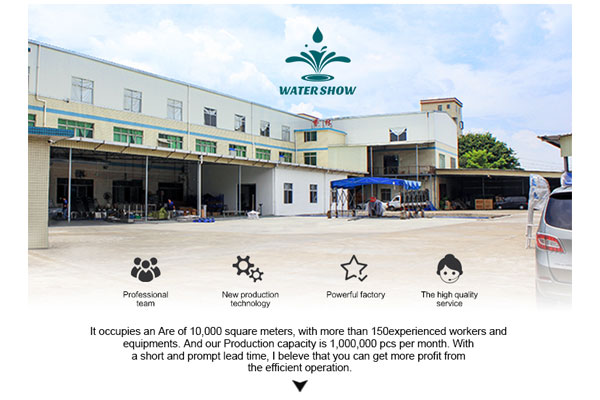 WATER SHOW
Professional
team
New production
technology
Powerful factory
The high quality
service
It occupies an Are of 10,000 square meters, with more than 150experienced workers and
equipments. And our Production capacity is 1,000,000 pcs per month. With
a short and prompt lead time, I beleve that you can get more profit from
the efficient operation.